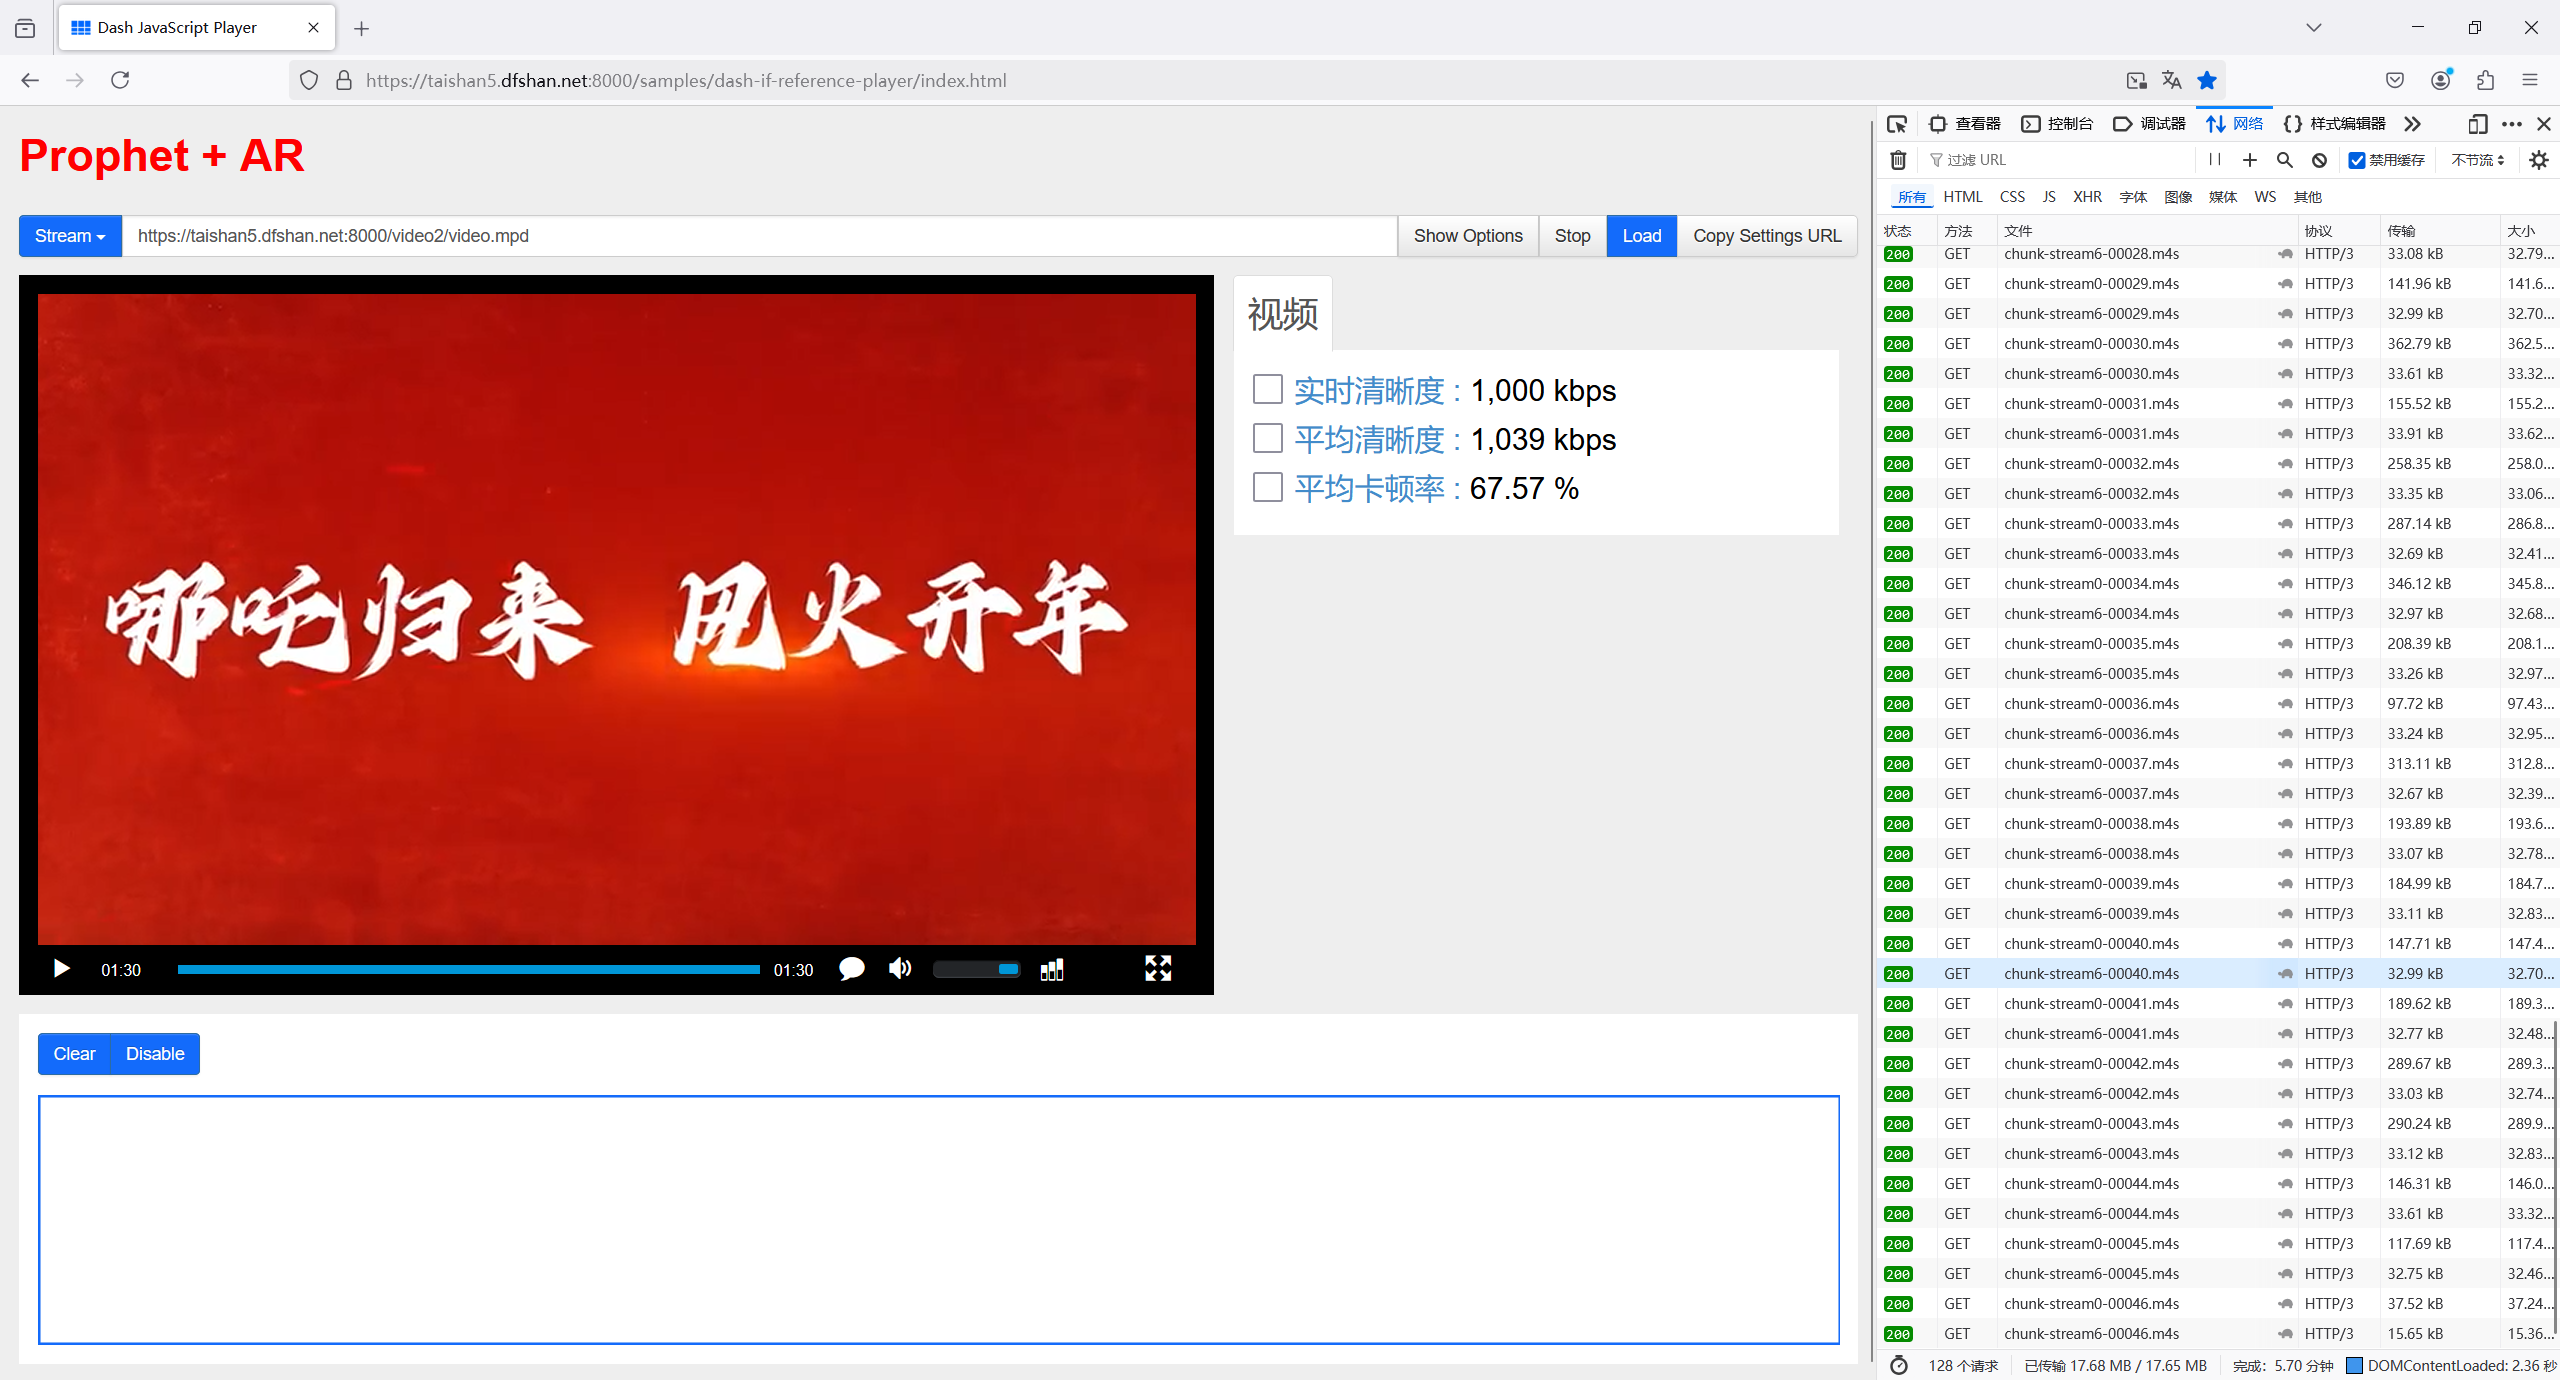 Dash JavaScript Player
https://taishan5.dfshan.net:8000/samples/dash-if-reference-player/index.html
Prophet + AR
Stream
https://taishan5.dfshan.net:8000/video2/video.mpd
Show Options
Stop
Load
Copy Settings URL
哪吒归来 风火开年
01:30
01:30
视频
实时清晰度 : 1,000 kbps
平均清晰度 : 1,039 kbps
平均卡顿率 : 67.57 %
Clear
Disable
查看器 控制台 调试器 网络 样式编辑器
过滤 URL 禁用缓存 不节流
所有 HTML CSS JS XHR 字体 图像 媒体 WS 其他
状态 方法 文件 协议 传输 大小
200 GET chunk-stream6-00028.m4s HTTP/3 33.08 kB 32.79...
200 GET chunk-stream0-00029.m4s HTTP/3 141.96 kB 141.6...
200 GET chunk-stream6-00029.m4s HTTP/3 32.99 kB 32.70...
200 GET chunk-stream0-00030.m4s HTTP/3 362.79 kB 362.5...
200 GET chunk-stream6-00030.m4s HTTP/3 33.61 kB 33.32...
200 GET chunk-stream0-00031.m4s HTTP/3 155.52 kB 155.2...
200 GET chunk-stream6-00031.m4s HTTP/3 33.91 kB 33.62...
200 GET chunk-stream0-00032.m4s HTTP/3 258.35 kB 258.0...
200 GET chunk-stream6-00032.m4s HTTP/3 33.35 kB 33.06...
200 GET chunk-stream0-00033.m4s HTTP/3 287.14 kB 286.8...
200 GET chunk-stream6-00033.m4s HTTP/3 32.69 kB 32.41...
200 GET chunk-stream0-00034.m4s HTTP/3 346.12 kB 345.8...
200 GET chunk-stream6-00034.m4s HTTP/3 32.97 kB 32.68...
200 GET chunk-stream0-00035.m4s HTTP/3 208.39 kB 208.1...
200 GET chunk-stream6-00035.m4s HTTP/3 33.26 kB 32.97...
200 GET chunk-stream0-00036.m4s HTTP/3 97.72 kB 97.43...
200 GET chunk-stream6-00036.m4s HTTP/3 33.24 kB 32.95...
200 GET chunk-stream0-00037.m4s HTTP/3 313.11 kB 312.8...
200 GET chunk-stream6-00037.m4s HTTP/3 32.67 kB 32.39...
200 GET chunk-stream0-00038.m4s HTTP/3 193.89 kB 193.6...
200 GET chunk-stream6-00038.m4s HTTP/3 33.07 kB 32.78...
200 GET chunk-stream0-00039.m4s HTTP/3 184.99 kB 184.7...
200 GET chunk-stream6-00039.m4s HTTP/3 33.11 kB 32.83...
200 GET chunk-stream0-00040.m4s HTTP/3 147.71 kB 147.4...
200 GET chunk-stream6-00040.m4s HTTP/3 32.99 kB 32.70...
200 GET chunk-stream0-00041.m4s HTTP/3 189.62 kB 189.3...
200 GET chunk-stream6-00041.m4s HTTP/3 32.77 kB 32.48...
200 GET chunk-stream0-00042.m4s HTTP/3 289.67 kB 289.3...
200 GET chunk-stream6-00042.m4s HTTP/3 33.03 kB 32.74...
200 GET chunk-stream0-00043.m4s HTTP/3 290.24 kB 289.9...
200 GET chunk-stream6-00043.m4s HTTP/3 33.12 kB 32.83...
200 GET chunk-stream0-00044.m4s HTTP/3 146.31 kB 146.0...
200 GET chunk-stream6-00044.m4s HTTP/3 33.61 kB 33.32...
200 GET chunk-stream0-00045.m4s HTTP/3 117.69 kB 117.4...
200 GET chunk-stream6-00045.m4s HTTP/3 32.75 kB 32.46...
200 GET chunk-stream0-00046.m4s HTTP/3 37.52 kB 37.24...
200 GET chunk-stream6-00046.m4s HTTP/3 15.65 kB 15.36...
128 个请求 已传输 17.68 MB / 17.65 MB 完成：5.70 分钟 DOMContentLoaded: 2.36 秒